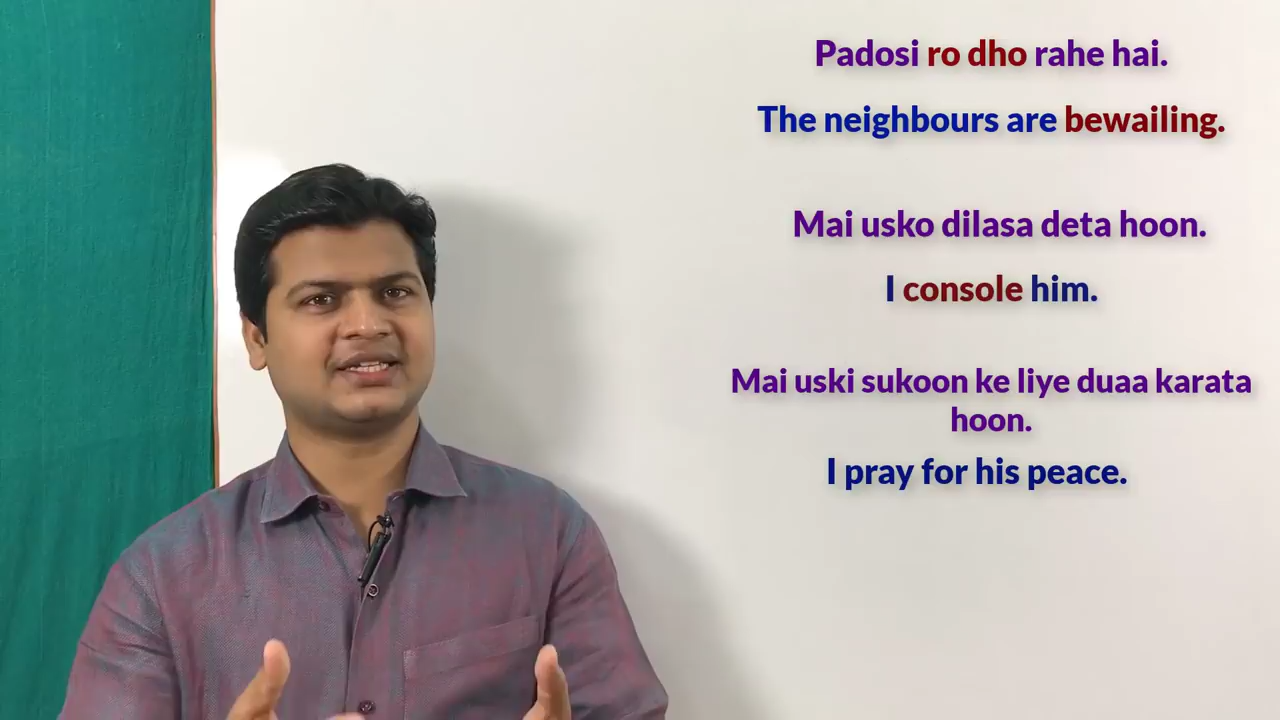 Padosi ro dho rahe hai.
The neighbours are bewailing.
Mai usko dilasa deta hoon.
I console him.
Mai uski sukoon ke liye duaa karata
hoon.
I pray for his peace.